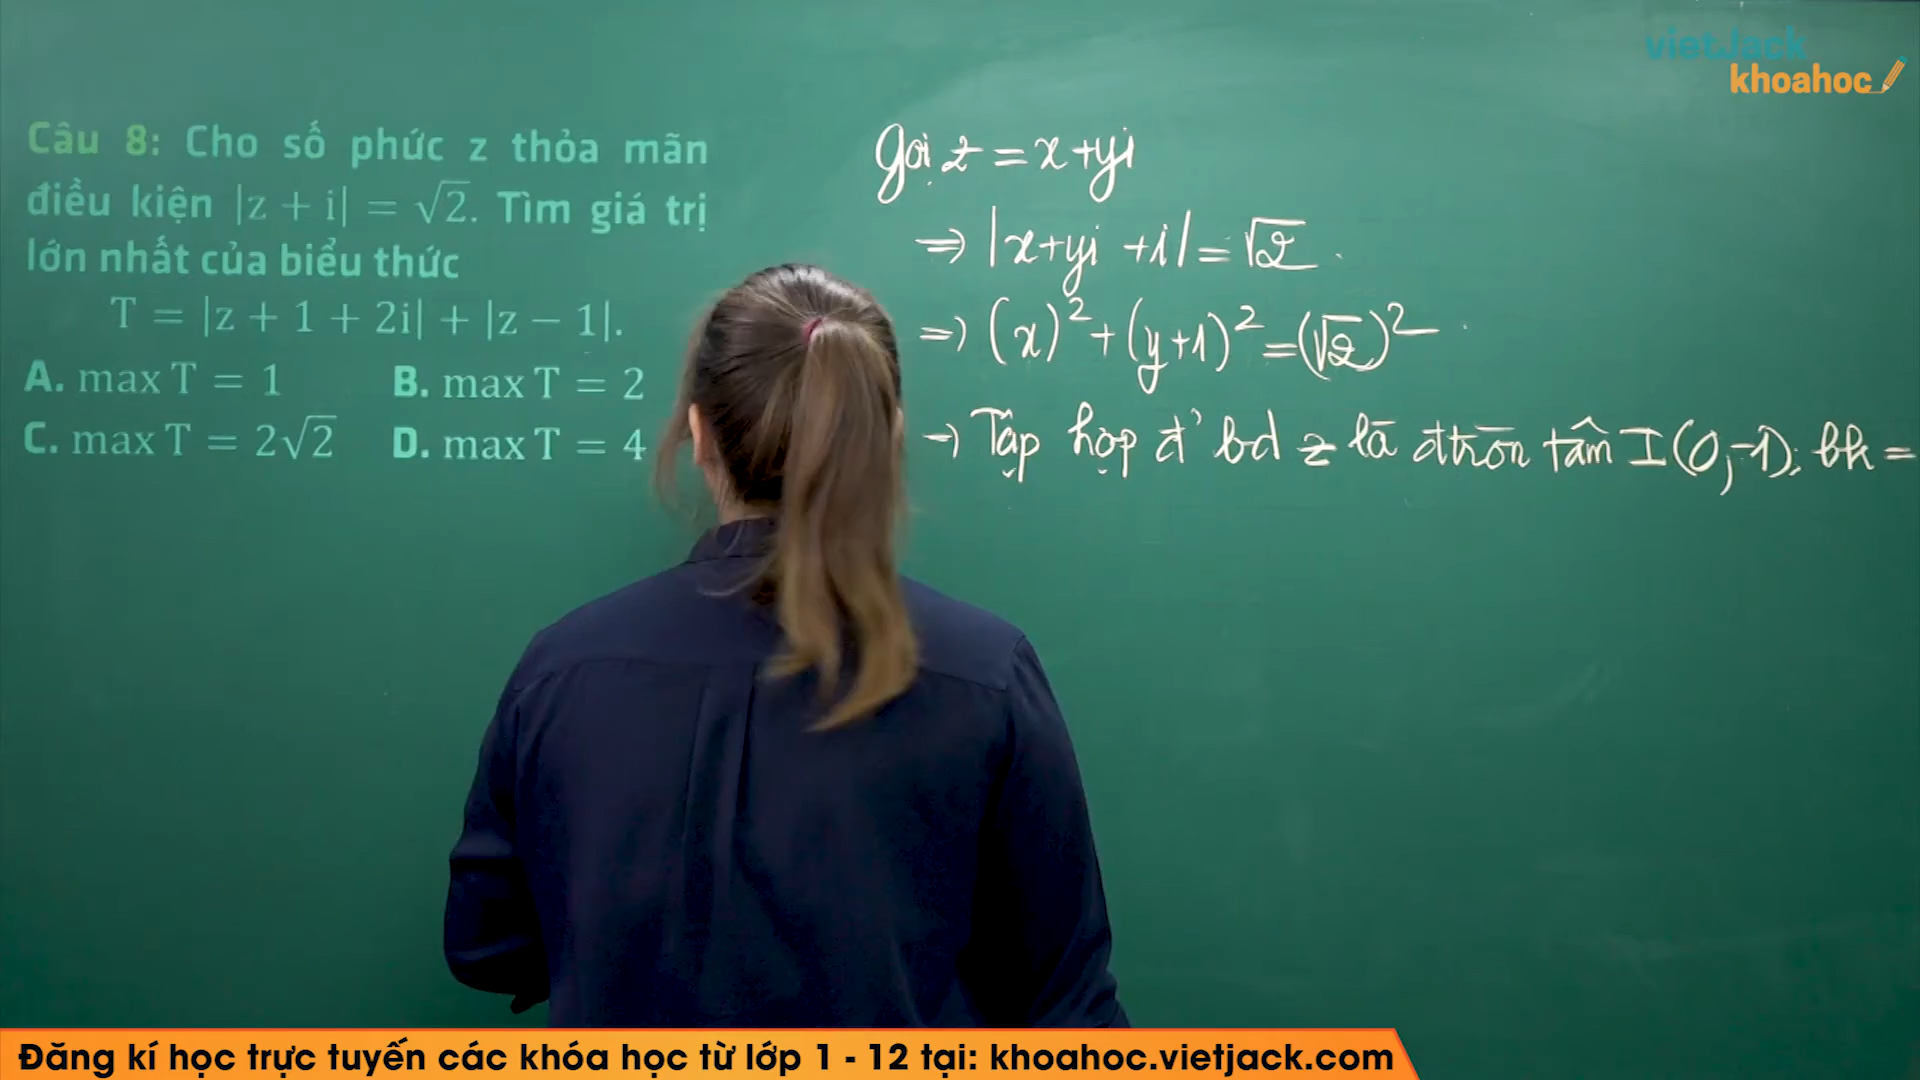 vietJack
khoahoc
Câu 8: Cho số phức z thỏa mãn
điều kiện |z + i| = √2. Tìm giá trị
lớn nhất của biểu thức
T = |z + 1 + 2i| + |z − 1|.
A. max T = 1 B. max T = 2
C. max T = 2√2 D. max T = 4
Gọi z = x + yi
⇒ |x + yi + i| = √2.
⇒ (x)² + (y+1)² = (√2)²
→ Tập hợp đ' bd z là đtròn tâm I(0,-1); bk =
Đăng kí học trực tuyến các khóa học từ lớp 1 - 12 tại: khoahoc.vietjack.com